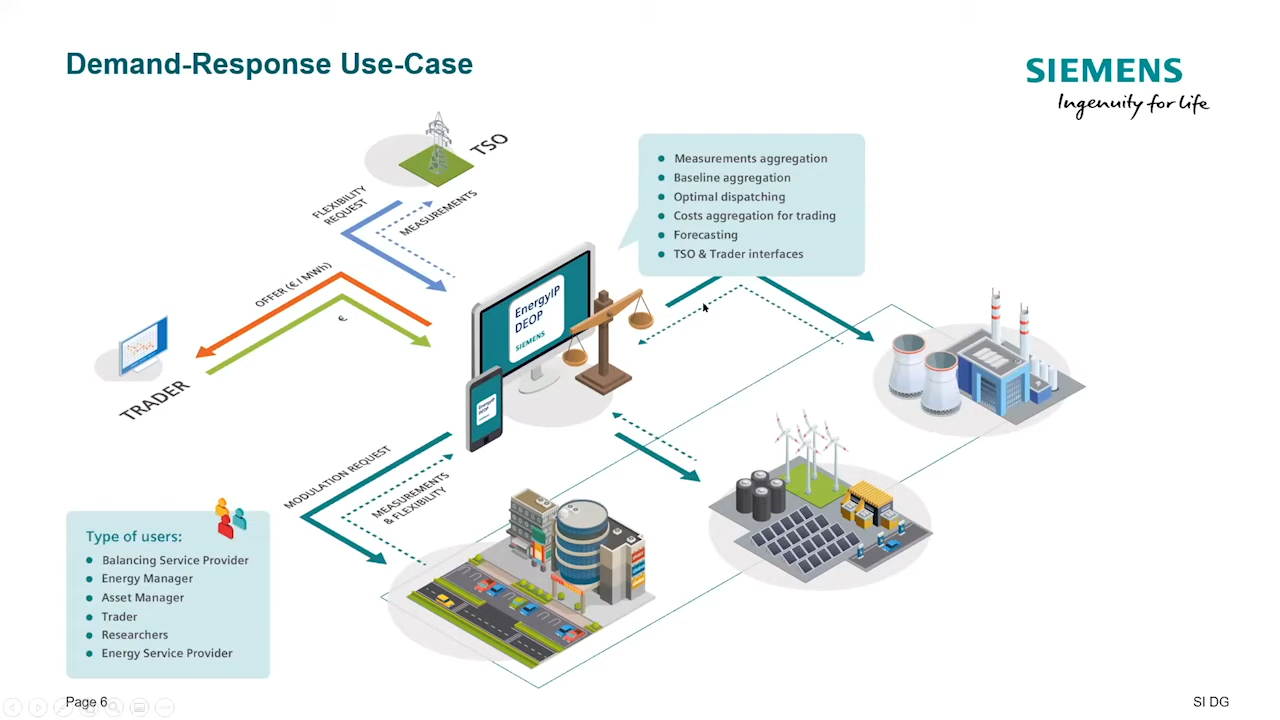 Demand-Response Use-Case
SIEMENS
Ingenuity for life
TSO
FLEXIBILITY
REQUEST
MEASUREMENTS
Measurements aggregation
Baseline aggregation
Optimal dispatching
Costs aggregation for trading
Forecasting
TSO & Trader interfaces
OFFER (€ / MWh)
€
TRADER
EnergyIP
DEOP
SIEMENS
EnergyIP
DEOP
MODULATION REQUEST
MEASUREMENTS
& FLEXIBILITY
Type of users:
Balancing Service Provider
Energy Manager
Asset Manager
Trader
Researchers
Energy Service Provider
Page 6
SI DG